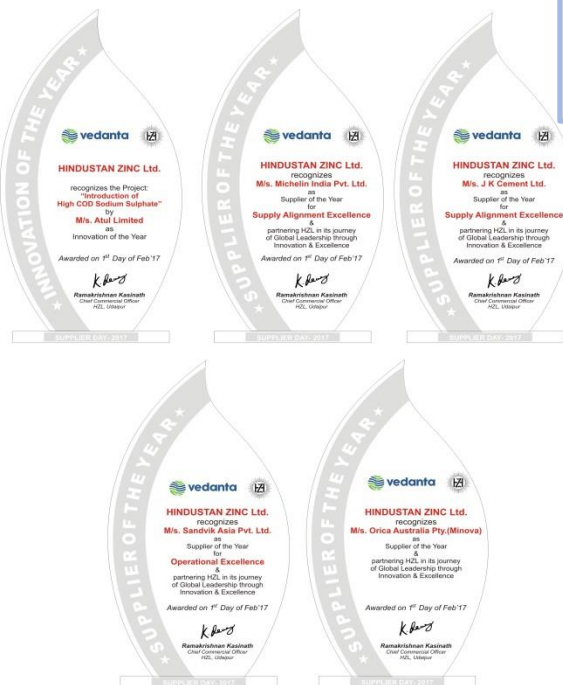 ★ INNOVATION OF THE YEAR ★
vedanta HZL
HINDUSTAN ZINC Ltd.
recognizes the Project:
"Introduction of
High COD Sodium Sulphate"
by
M/s. Atul Limited
as
Innovation of the Year
Awarded on 1st Day of Feb'17
Ramakrishnan Kasinath
Chief Commercial Officer
HZL, Udaipur
SUPPLIER DAY- 2017
★ SUPPLIER OF THE YEAR ★
vedanta HZL
HINDUSTAN ZINC Ltd.
recognizes
M/s. Michelin India Pvt. Ltd.
as
Supplier of the Year
for
Supply Alignment Excellence
&
partnering HZL in its journey
of Global Leadership through
Innovation & Excellence
Awarded on 1st Day of Feb'17
Ramakrishnan Kasinath
Chief Commercial Officer
HZL, Udaipur
SUPPLIER DAY- 2017
★ SUPPLIER OF THE YEAR ★
vedanta HZL
HINDUSTAN ZINC Ltd.
recognizes
M/s. J K Cement Ltd.
as
Supplier of the Year
for
Supply Alignment Excellence
&
partnering HZL in its journey
of Global Leadership through
Innovation & Excellence
Awarded on 1st Day of Feb'17
Ramakrishnan Kasinath
Chief Commercial Officer
HZL, Udaipur
SUPPLIER DAY- 2017
★ SUPPLIER OF THE YEAR ★
vedanta HZL
HINDUSTAN ZINC Ltd.
recognizes
M/s. Sandvik Asia Pvt. Ltd.
as
Supplier of the Year
for
Operational Excellence
&
partnering HZL in its journey
of Global Leadership through
Innovation & Excellence
Awarded on 1st Day of Feb'17
Ramakrishnan Kasinath
Chief Commercial Officer
HZL, Udaipur
SUPPLIER DAY- 2017
★ SUPPLIER OF THE YEAR ★
vedanta HZL
HINDUSTAN ZINC Ltd.
recognizes
M/s. Orica Australia Pty.(Minova)
as
Supplier of the Year
&
partnering HZL in its journey
of Global Leadership through
Innovation & Excellence
Awarded on 1st Day of Feb'17
Ramakrishnan Kasinath
Chief Commercial Officer
HZL, Udaipur
SUPPLIER DAY- 2017